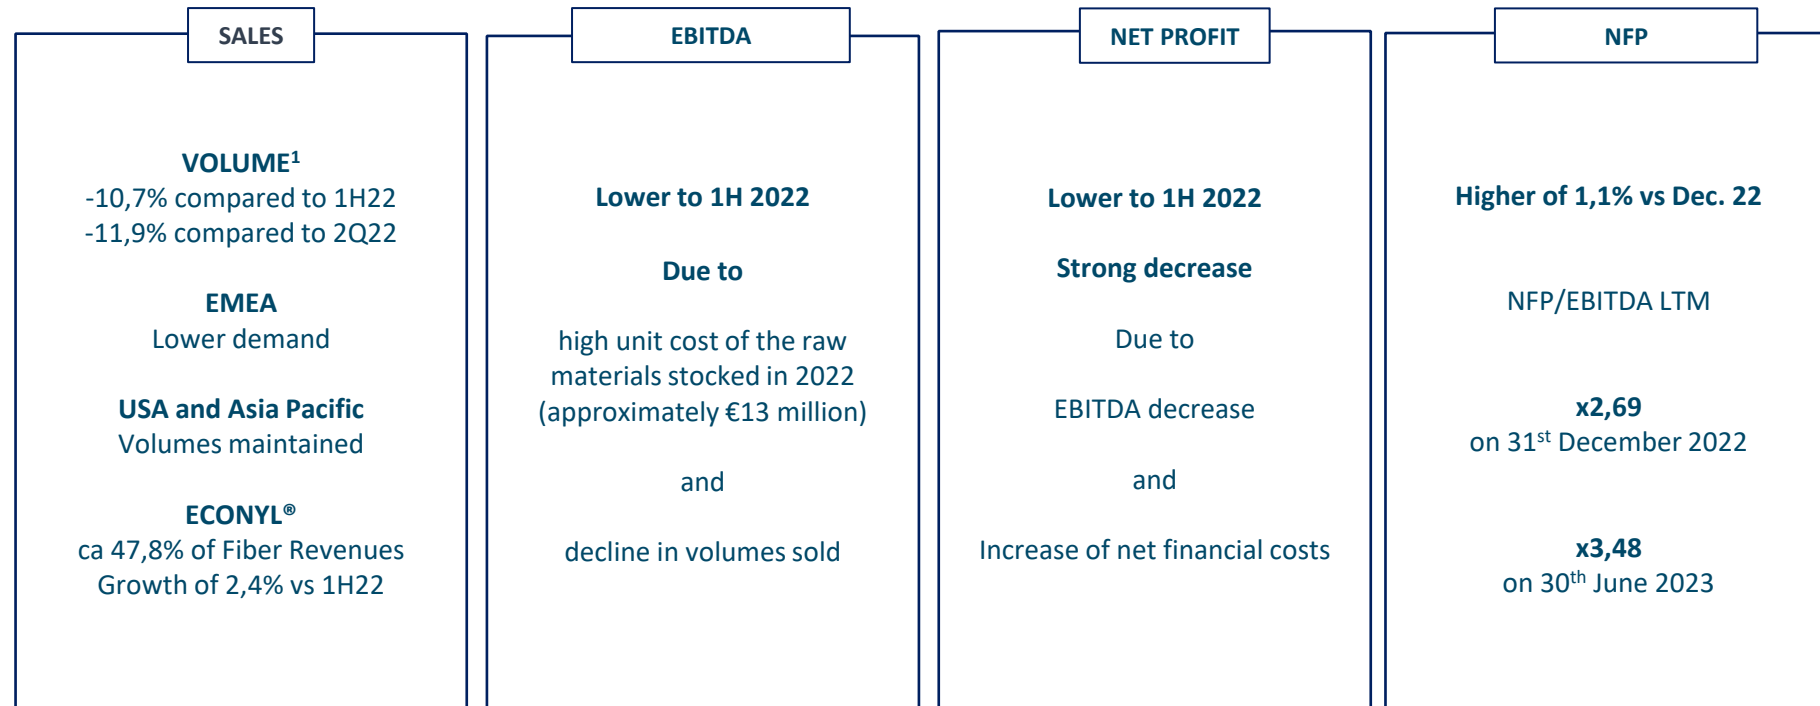 SALES
VOLUME¹
-10,7% compared to 1H22
-11,9% compared to 2Q22
EMEA
Lower demand
USA and Asia Pacific
Volumes maintained
ECONYL®
ca 47,8% of Fiber Revenues
Growth of 2,4% vs 1H22
EBITDA
Lower to 1H 2022
Due to
high unit cost of the raw
materials stocked in 2022
(approximately €13 million)
and
decline in volumes sold
NET PROFIT
Lower to 1H 2022
Strong decrease
Due to
EBITDA decrease
and
Increase of net financial costs
NFP
Higher of 1,1% vs Dec. 22
NFP/EBITDA LTM
x2,69
on 31st December 2022
x3,48
on 30th June 2023